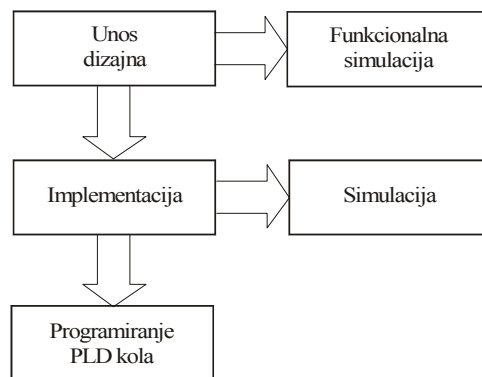 Unos
dizajna
Funkcionalna
simulacija
Implementacija
Simulacija
Programiranje
PLD kola